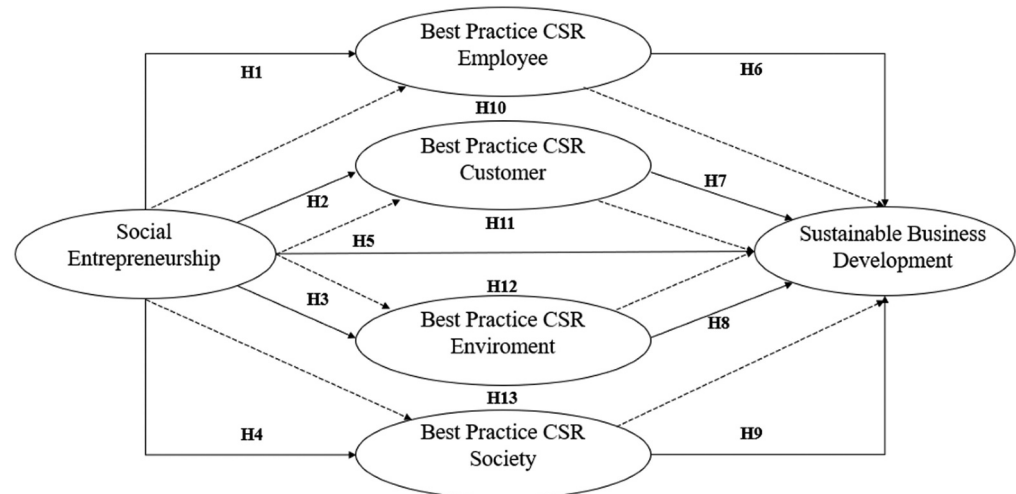 Best Practice CSR
Employee
H1
H6
H10
Best Practice CSR
Customer
H2
H7
H11
Social
Entrepreneurship
H5
Sustainable Business
Development
H3
H12
Best Practice CSR
Enviroment
H8
H13
H4
Best Practice CSR
Society
H9